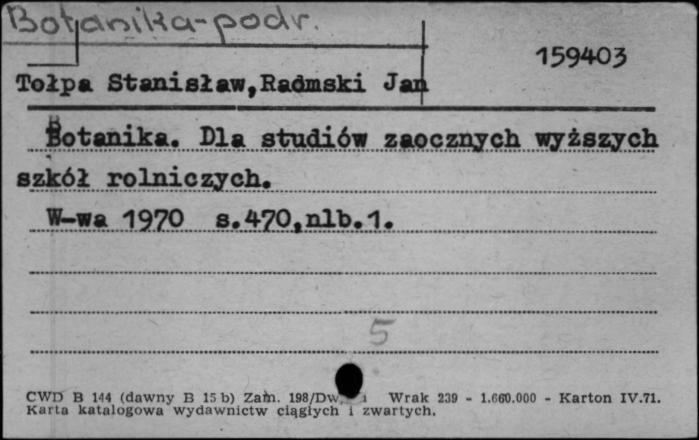 Botanika-podr.
159403
Tołpa Stanisław,Radmski Jan
Botanika. Dla studiów zaocznych wyższych
szkół rolniczych.
W-wa 1970 s.470,nlb.1.
5
CWD B 144 (dawny B 15 b) Zam. 198/Dw. Wrak 239 - 1.660.000 - Karton IV.71.
Karta katalogowa wydawnictw ciągłych i zwartych.